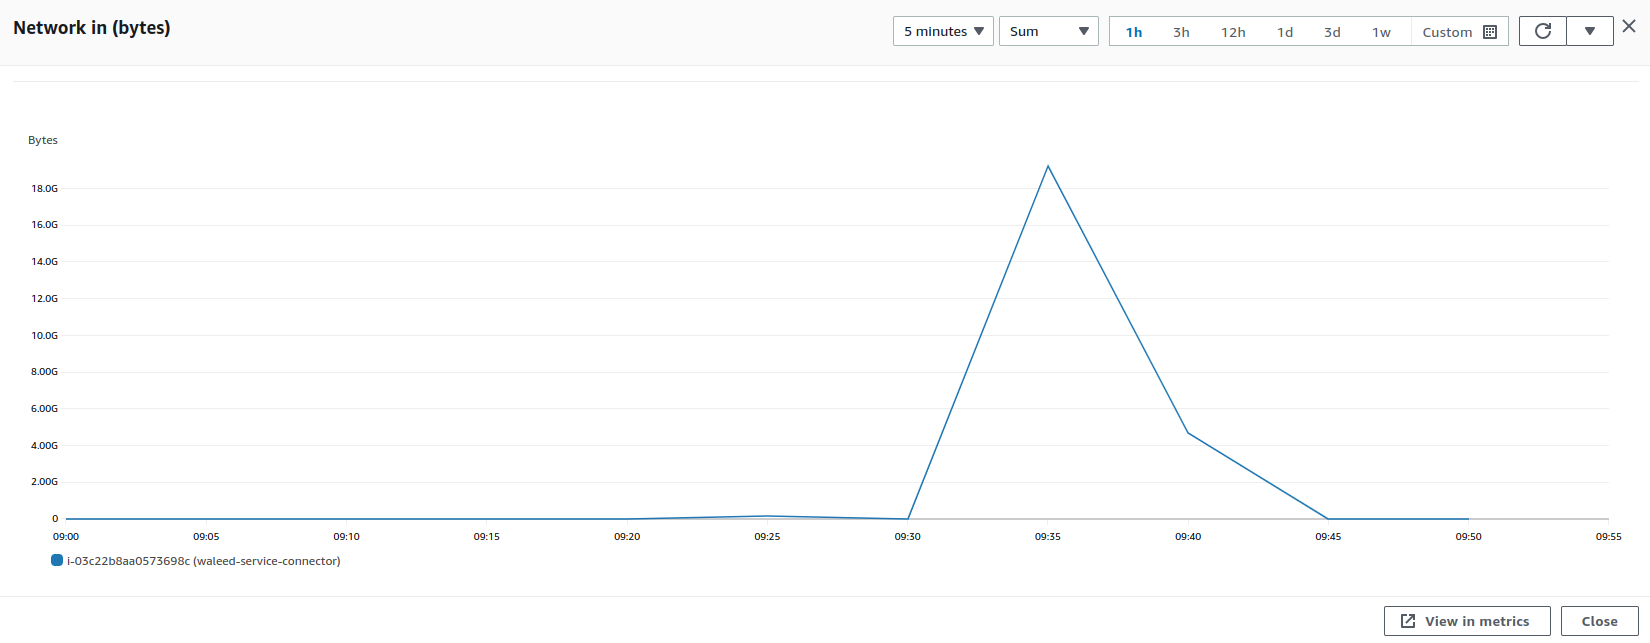 Network in (bytes)
5 minutes Sum 1h 3h 12h 1d 3d 1w Custom
Bytes
18.0G
16.0G
14.0G
12.0G
10.0G
8.00G
6.00G
4.00G
2.00G
0
09:00 09:05 09:10 09:15 09:20 09:25 09:30 09:35 09:40 09:45 09:50 09:55
i-03c22b8aa0573698c (waleed-service-connector)
View in metrics Close